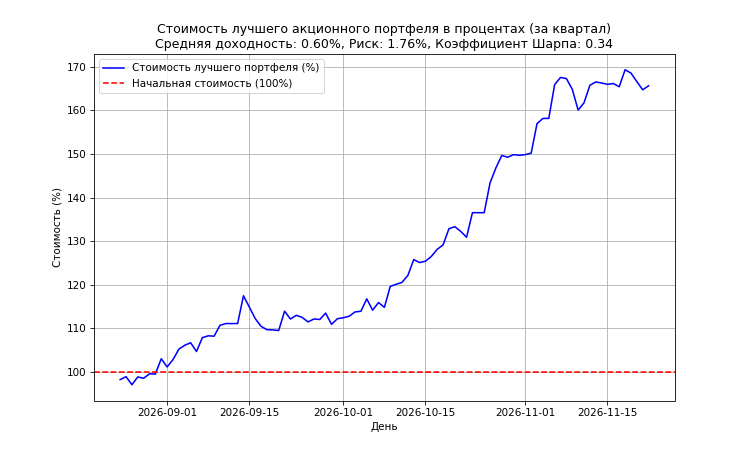 Стоимость лучшего акционного портфеля в процентах (за квартал)
Средняя доходность: 0.60%, Риск: 1.76%, Коэффициент Шарпа: 0.34
Стоимость лучшего портфеля (%)
Начальная стоимость (100%)
170
160
150
140
130
120
110
100
Стоимость (%)
2026-09-01 2026-09-15 2026-10-01 2026-10-15 2026-11-01 2026-11-15
День